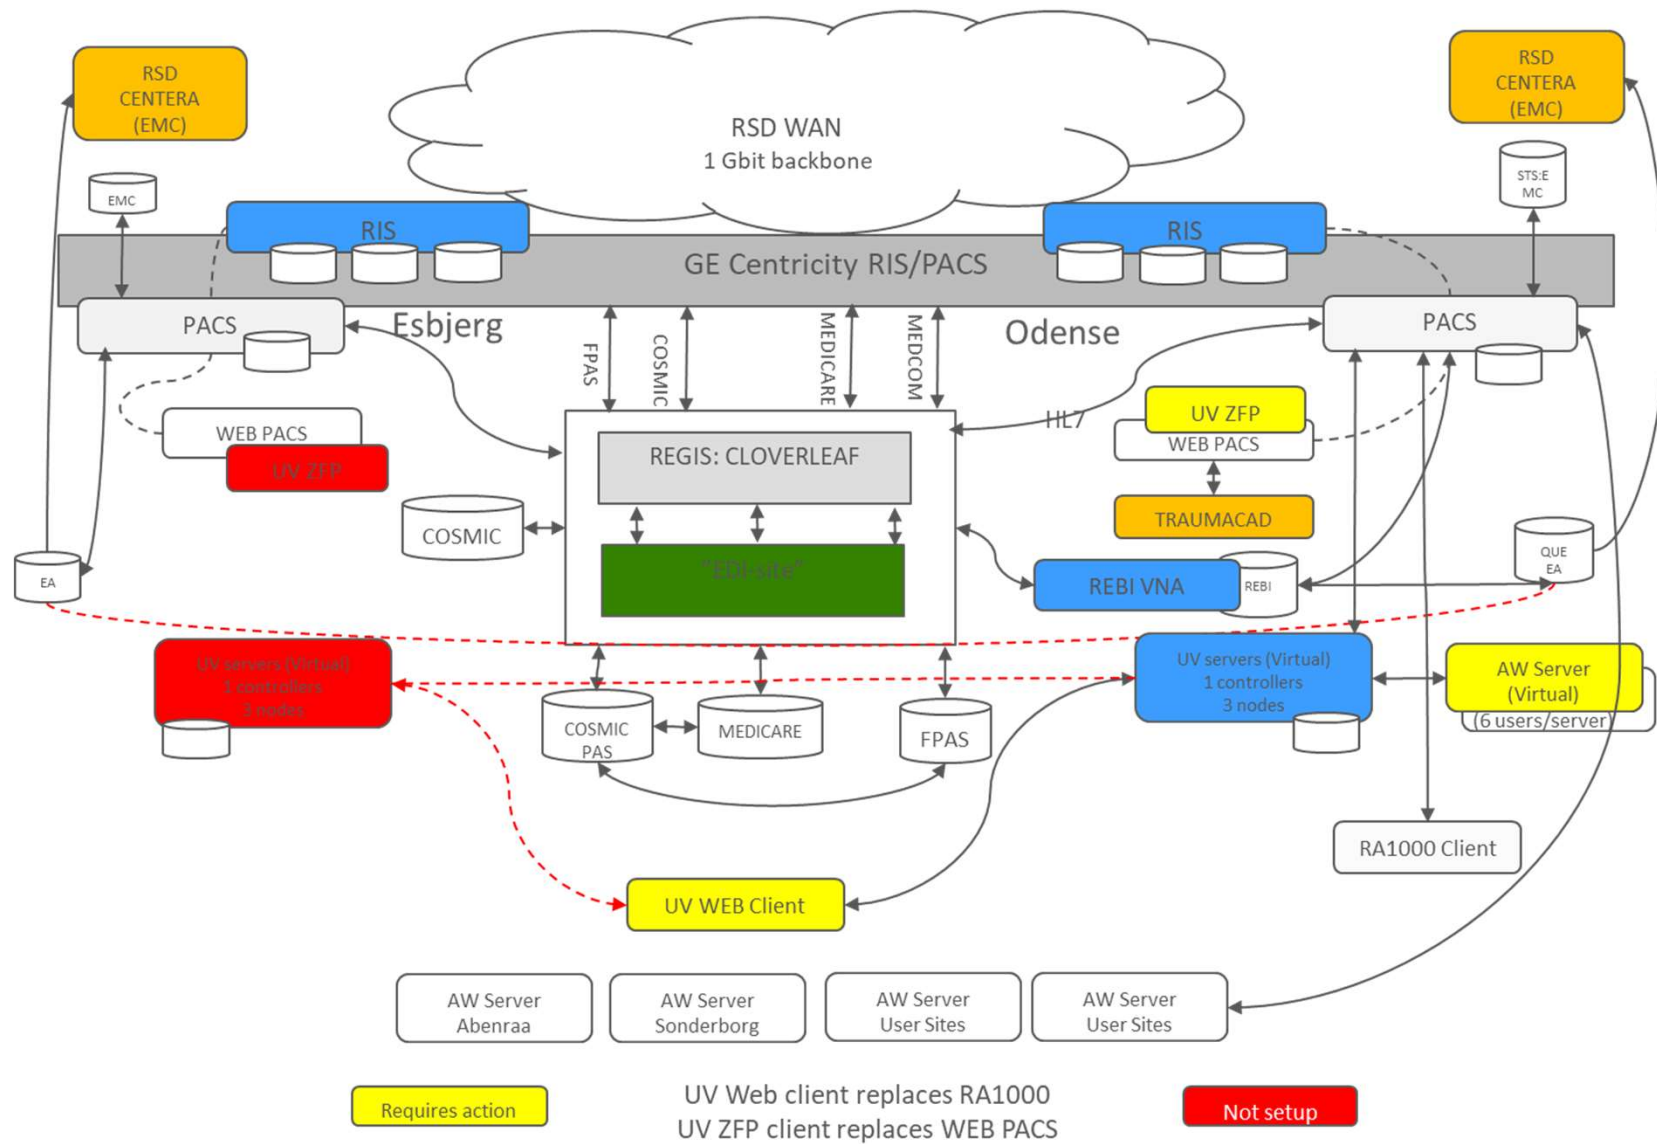 RSD
CENTERA
(EMC)
RSD WAN
1 Gbit backbone
RSD
CENTERA
(EMC)
EMC
STS:E
MC
RIS
RIS
GE Centricity RIS/PACS
PACS
Esbjerg
FPAS
COSMIC
MEDICARE
MEDCOM
Odense
PACS
WEB PACS
UV ZFP
HL7
UV ZFP
WEB PACS
REGIS: CLOVERLEAF
TRAUMACAD
COSMIC
"EDI-site"
EA
REBI VNA
REBI
QUE
EA
UV servers (Virtual)
1 controllers
3 nodes
UV servers (Virtual)
1 controllers
3 nodes
AW Server
(Virtual)
(6 users/server)
COSMIC
PAS
MEDICARE
FPAS
RA1000 Client
UV WEB Client
AW Server
Abenraa
AW Server
Sonderborg
AW Server
User Sites
AW Server
User Sites
Requires action
UV Web client replaces RA1000
UV ZFP client replaces WEB PACS
Not setup